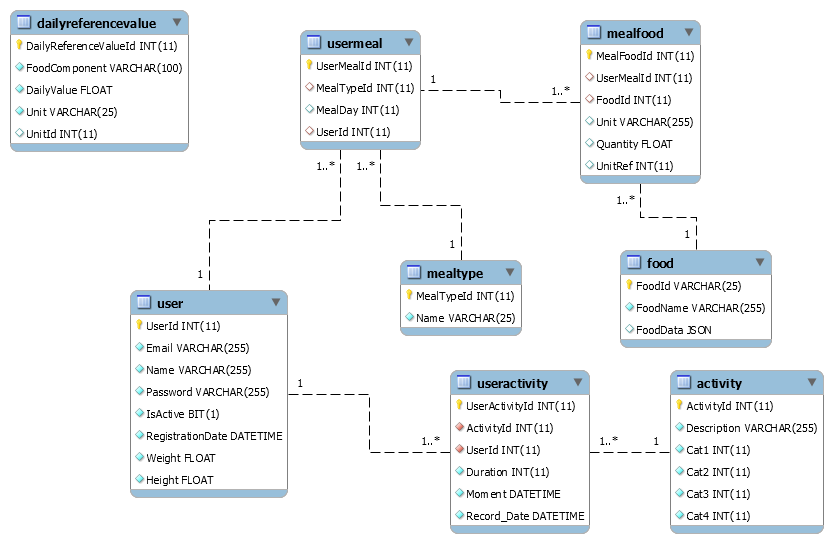 dailyreferencevalue
DailyReferenceValueId INT(11)
FoodComponent VARCHAR(100)
DailyValue FLOAT
Unit VARCHAR(25)
UnitId INT(11)
usermeal
UserMealId INT(11)
MealTypeId INT(11)
MealDay INT(11)
UserId INT(11)
1
1..*
mealfood
MealFoodId INT(11)
UserMealId INT(11)
FoodId INT(11)
Unit VARCHAR(255)
Quantity FLOAT
UnitRef INT(11)
1..*
1..*
1..*
1
1
1
mealtype
MealTypeId INT(11)
Name VARCHAR(25)
food
FoodId VARCHAR(25)
FoodName VARCHAR(255)
FoodData JSON
user
UserId INT(11)
Email VARCHAR(255)
Name VARCHAR(255)
Password VARCHAR(255)
IsActive BIT(1)
RegistrationDate DATETIME
Weight FLOAT
Height FLOAT
1
1..*
useractivity
UserActivityId INT(11)
ActivityId INT(11)
UserId INT(11)
Duration INT(11)
Moment DATETIME
Record_Date DATETIME
1..*
1
activity
ActivityId INT(11)
Description VARCHAR(255)
Cat1 INT(11)
Cat2 INT(11)
Cat3 INT(11)
Cat4 INT(11)